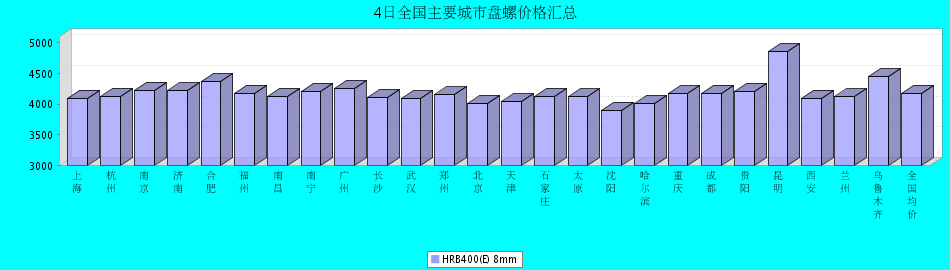 4日全国主要城市盘螺价格汇总
5000
4500
4000
3500
3000
上海
杭州
南京
济南
合肥
福州
南昌
南宁
广州
长沙
武汉
郑州
北京
天津
石家庄
太原
沈阳
哈尔滨
重庆
成都
贵阳
昆明
西安
兰州
乌鲁木齐
全国均价
HRB400(E) 8mm